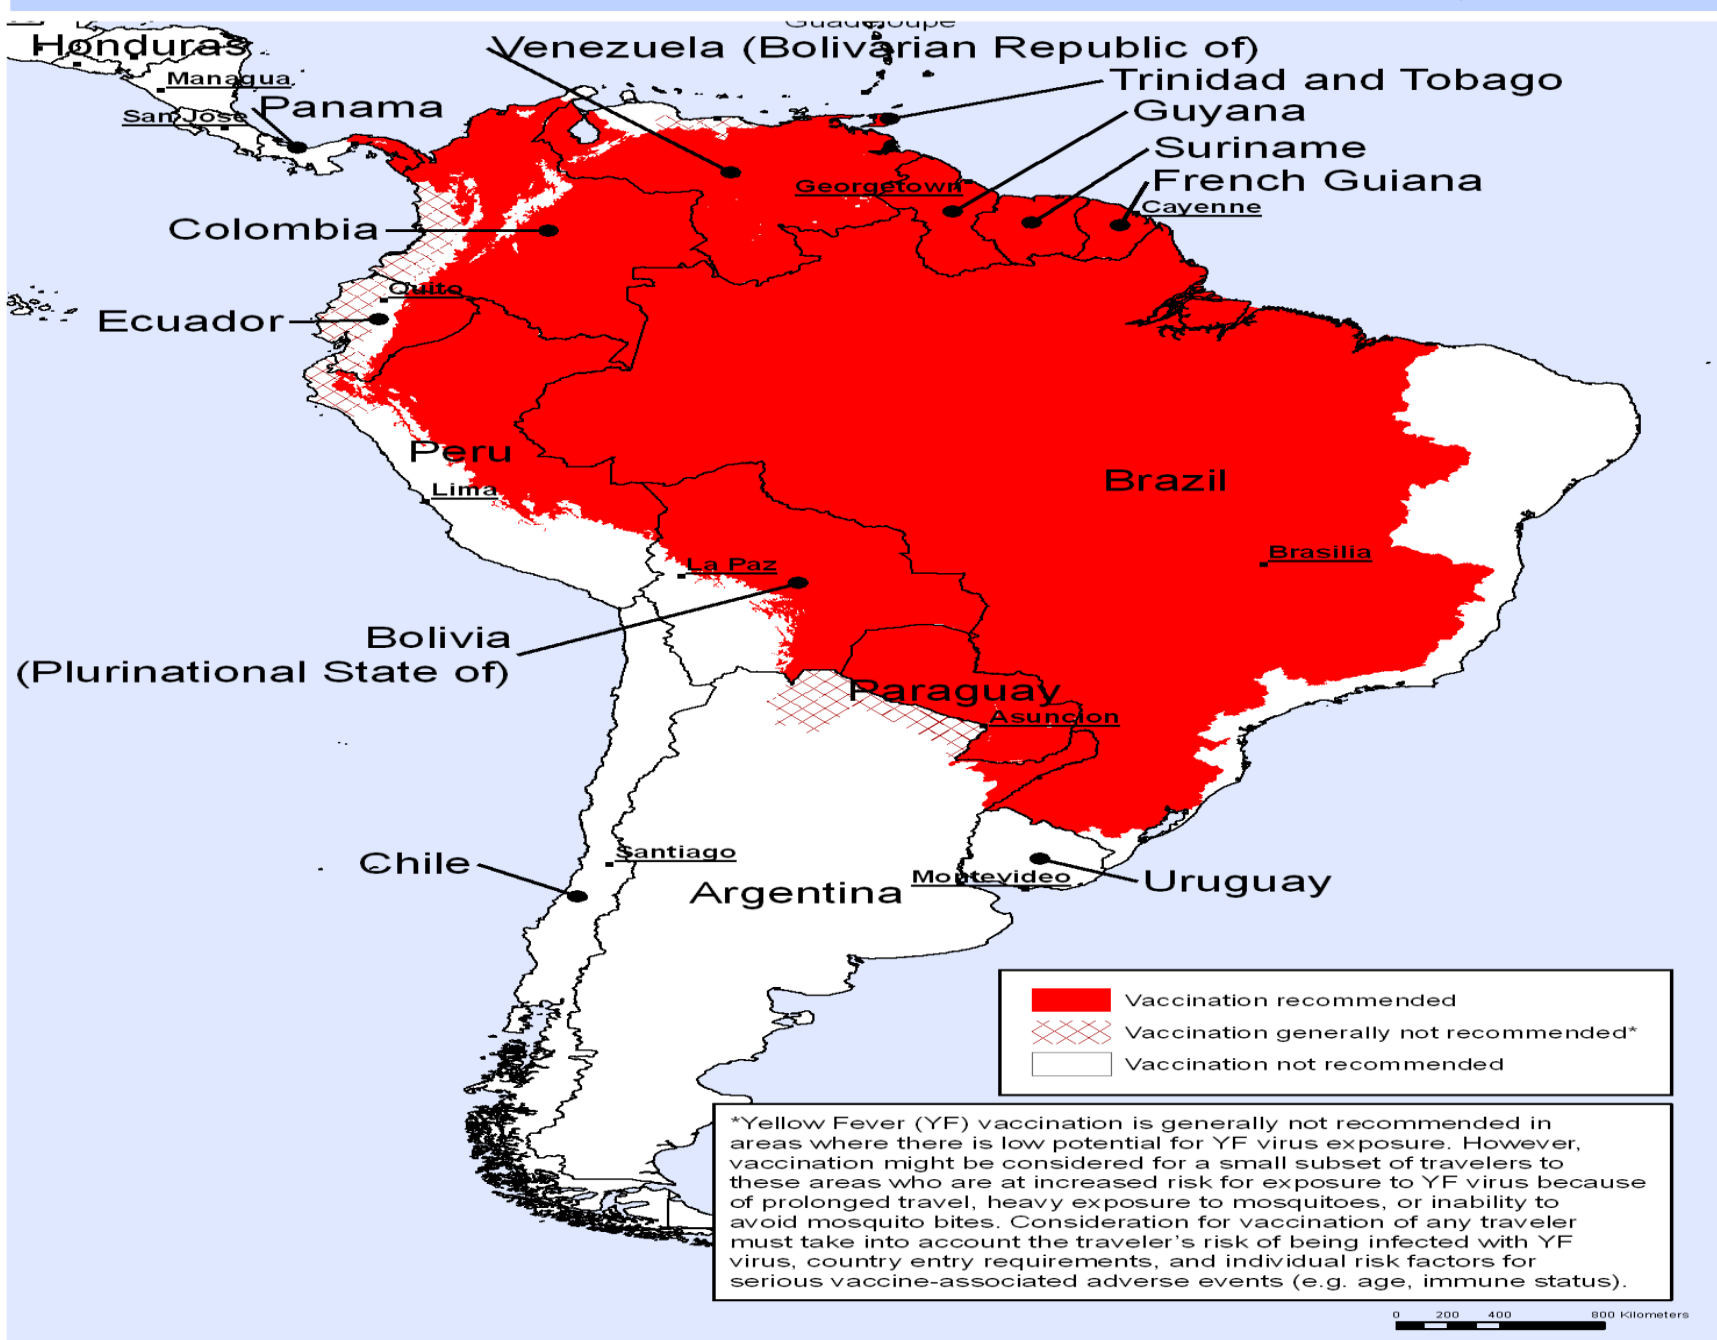 Guadeloupe
Honduras
Venezuela (Bolivarian Republic of)
Managua
Trinidad and Tobago
Panama
San Jose
Guyana
Suriname
Georgetown
French Guiana
Cayenne
Colombia
Quito
Ecuador
Peru
Lima
Brazil
Brasilia
La Paz
Bolivia
(Plurinational State of)
Paraguay
Asuncion
Santiago
Chile
Montevideo
Argentina
Uruguay
Vaccination recommended
Vaccination generally not recommended*
Vaccination not recommended
*Yellow Fever (YF) vaccination is generally not recommended in
areas where there is low potential for YF virus exposure. However,
vaccination might be considered for a small subset of travelers to
these areas who are at increased risk for exposure to YF virus because
of prolonged travel, heavy exposure to mosquitoes, or inability to
avoid mosquito bites. Consideration for vaccination of any traveler
must take into account the traveler's risk of being infected with YF
virus, country entry requirements, and individual risk factors for
serious vaccine-associated adverse events (e.g. age, immune status).
0 200 400 800 Kilometers